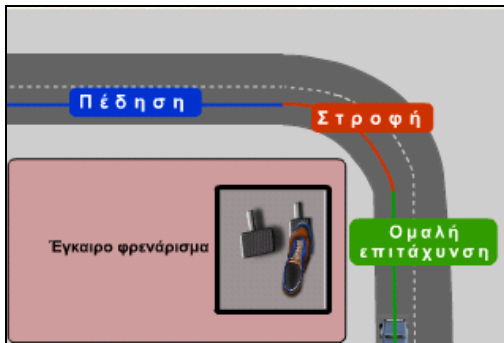 Πέδηση
Στροφή
Έγκαιρο φρενάρισμα
Ομαλή
επιτάχυνση